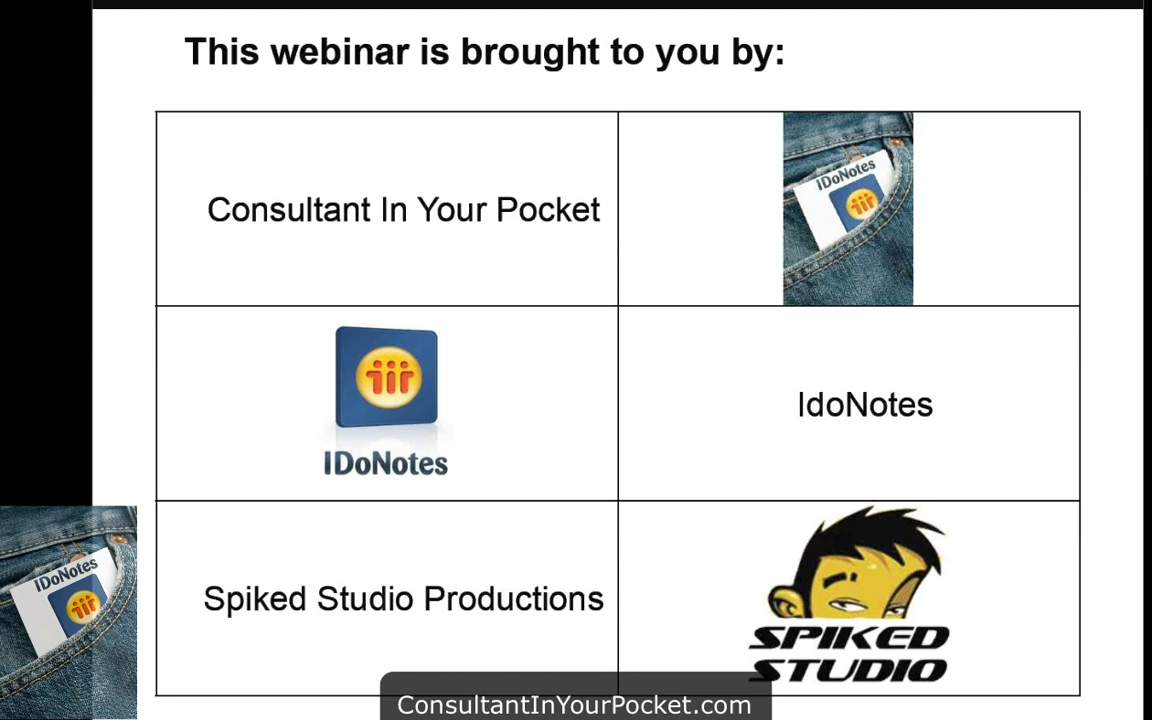 This webinar is brought to you by:
Consultant In Your Pocket
IDoNotes
IDoNotes
IdoNotes
Spiked Studio Productions
SPIKED
STUDIO
IDoNotes
ConsultantInYourPocket.com